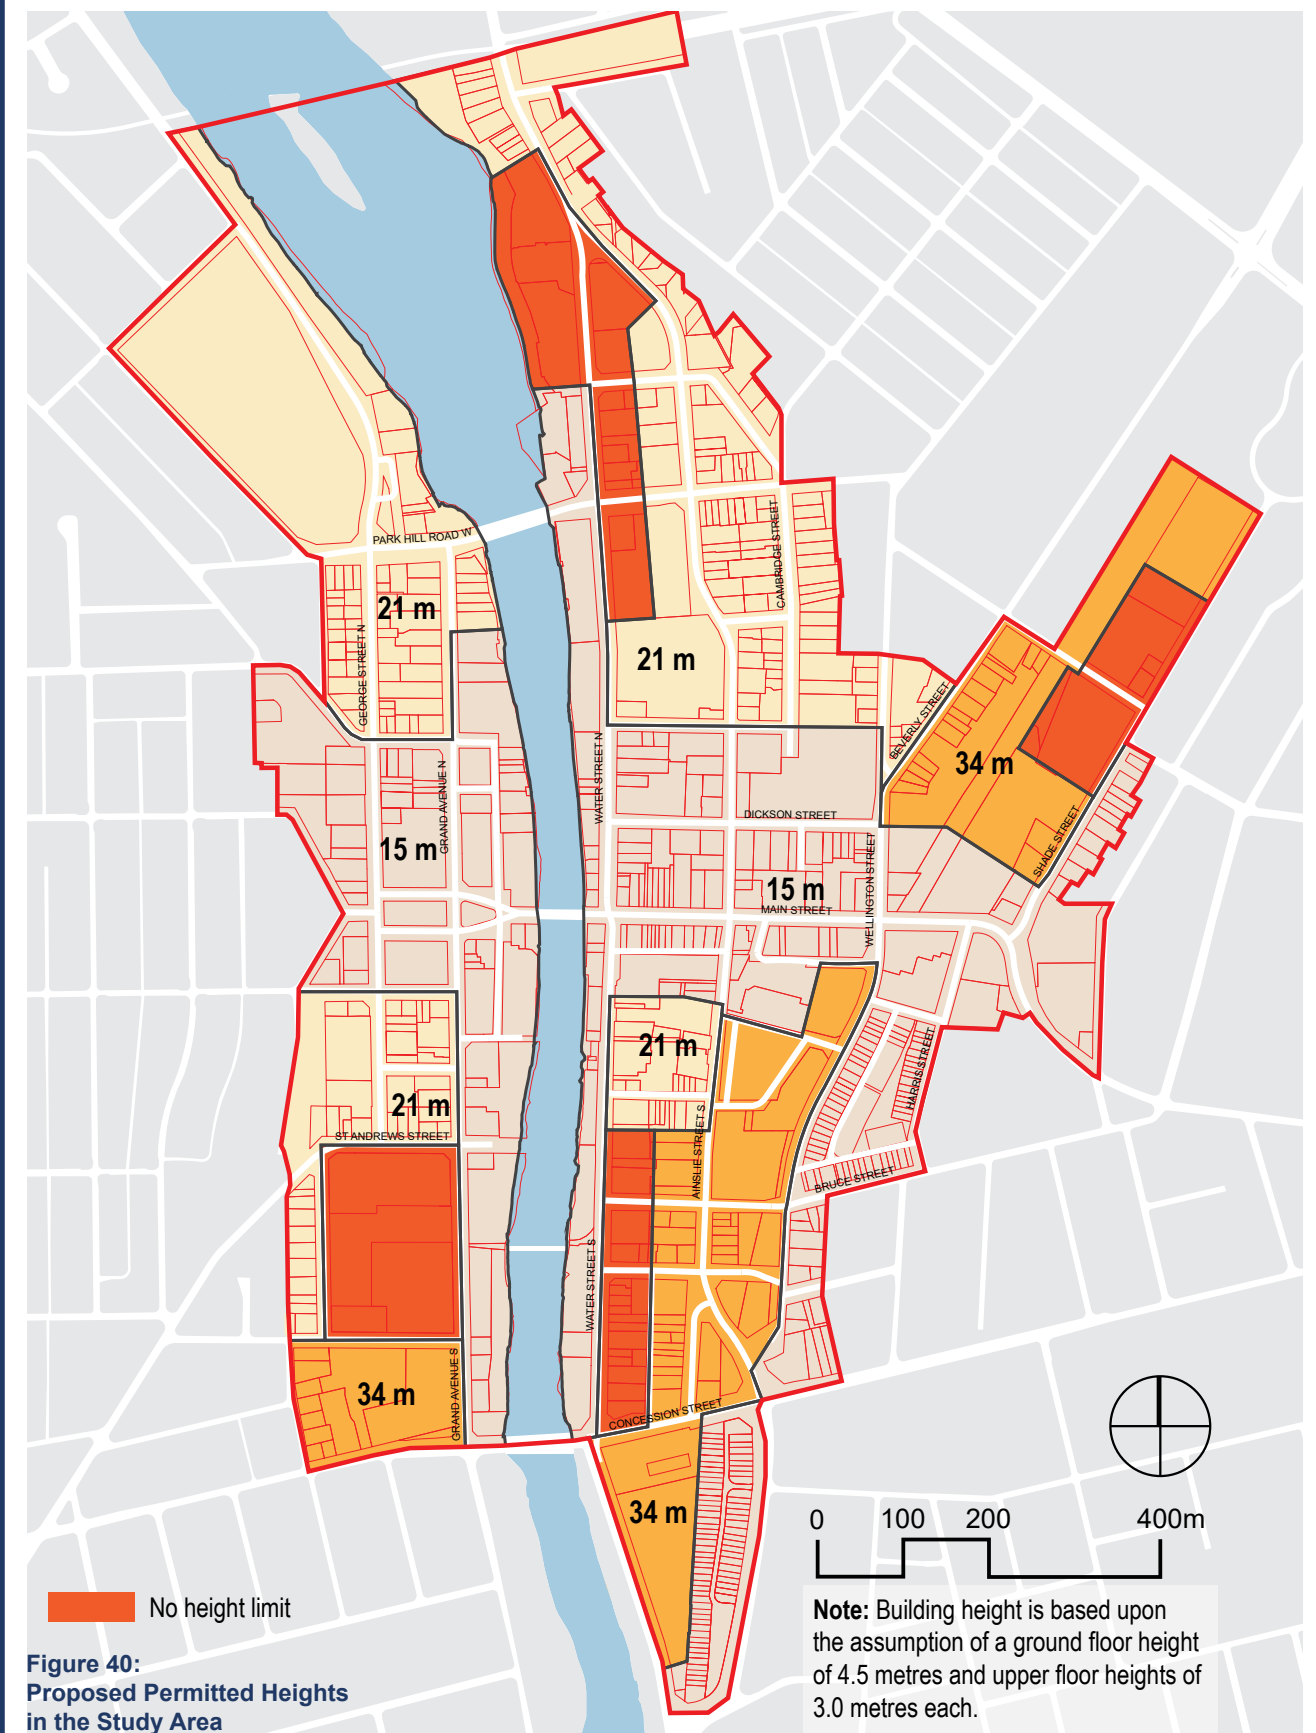 PARK HILL ROAD W
CAMBRIDGE STREET
21 m
GEORGE STREET N
21 m
BEVERLY STREET
WATER STREET N
34 m
GRAND AVENUE N
DICKSON STREET
15 m
SHADE STREET
15 m
MAIN STREET
WELLINGTON STREET
21 m
HARRIS STREET
21 m
ST ANDREWS STREET
AINSLIE STREET S
BRUCE STREET
WATER STREET S
34 m
GRAND AVENUE S
CONCESSION STREET
34 m
0 100 200 400m
No height limit
Note: Building height is based upon
the assumption of a ground floor height
of 4.5 metres and upper floor heights of
3.0 metres each.
Figure 40:
Proposed Permitted Heights
in the Study Area